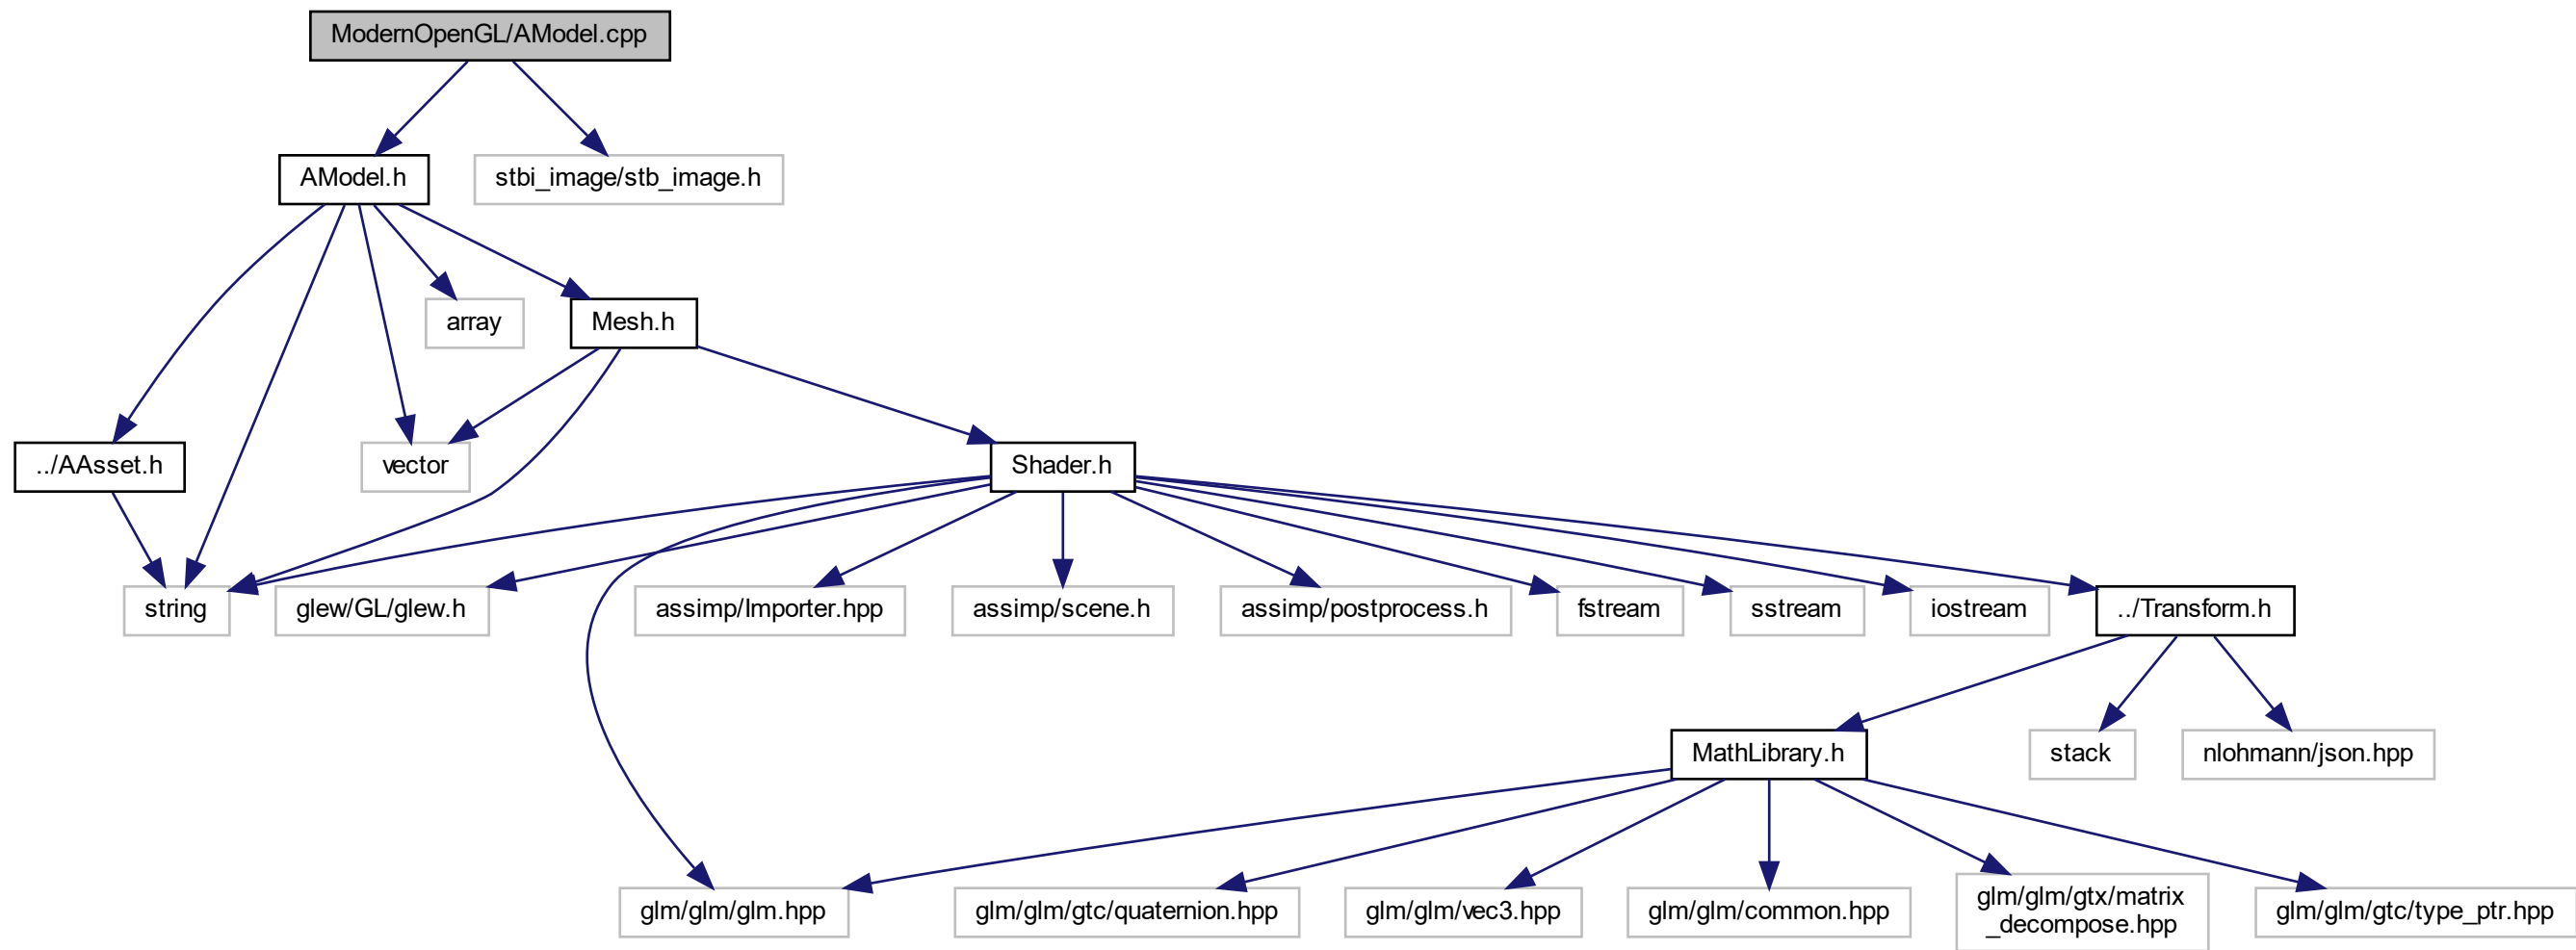 ModernOpenGL/AModel.cpp
AModel.h
stbi_image/stb_image.h
array
Mesh.h
../AAsset.h
vector
Shader.h
string
glew/GL/glew.h
assimp/Importer.hpp
assimp/scene.h
assimp/postprocess.h
fstream
sstream
iostream
../Transform.h
MathLibrary.h
stack
nlohmann/json.hpp
glm/glm/glm.hpp
glm/glm/gtc/quaternion.hpp
glm/glm/vec3.hpp
glm/glm/common.hpp
glm/glm/gtx/matrix
_decompose.hpp
glm/glm/gtc/type_ptr.hpp